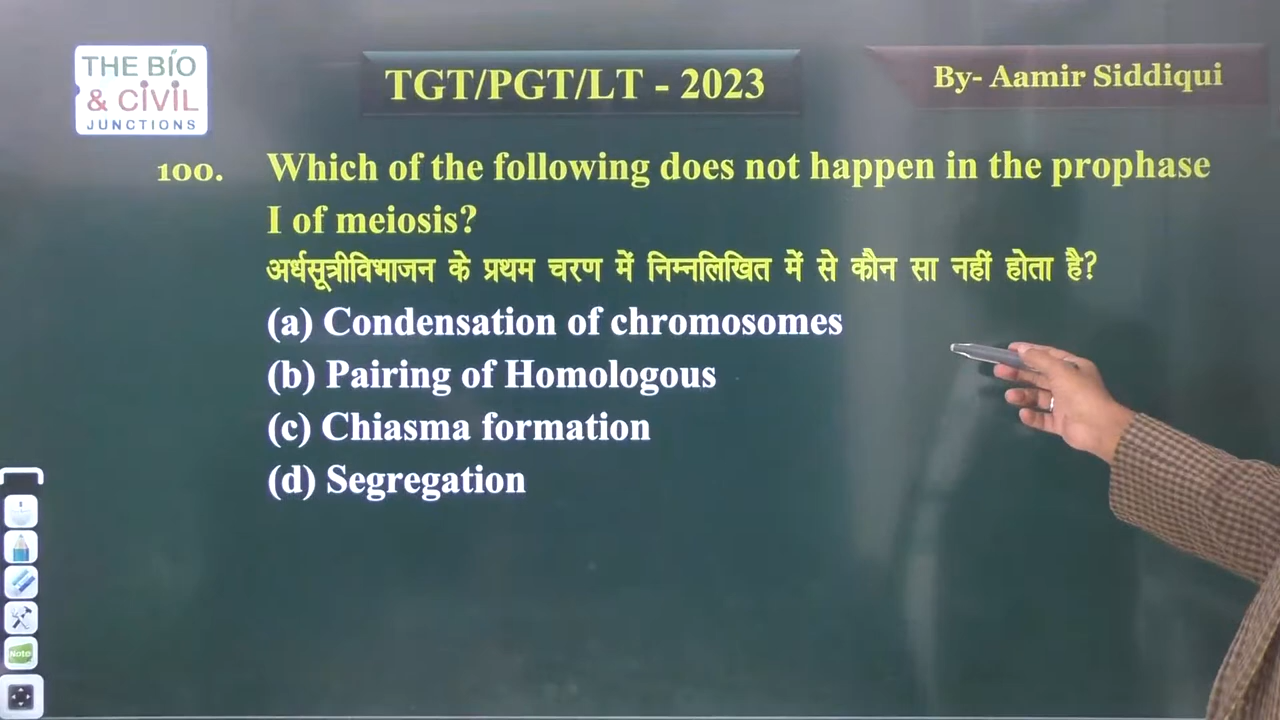 THE BIO
& CIVIL
JUNCTIONS
TGT/PGT/LT - 2023
By- Aamir Siddiqui
100. Which of the following does not happen in the prophase
I of meiosis?
अर्धसूत्रीविभाजन के प्रथम चरण में निम्नलिखित में से कौन सा नहीं होता है?
(a) Condensation of chromosomes
(b) Pairing of Homologous
(c) Chiasma formation
(d) Segregation
Note